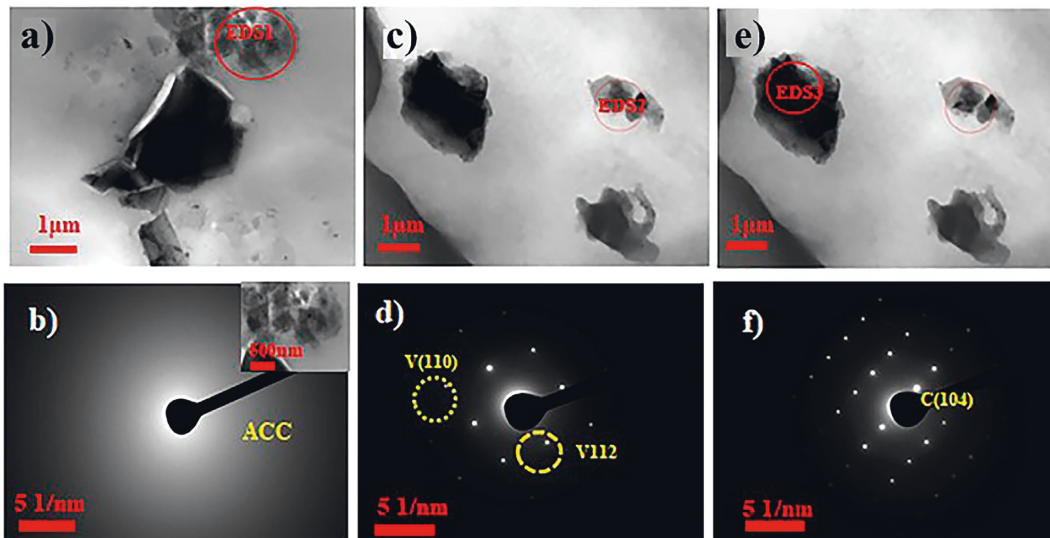 a)
EDS1
1μm
c)
EDS2
1μm
e)
EDS3
1μm
b)
500nm
ACC
5 1/nm
d)
V(110)
V112
5 1/nm
f)
C(104)
5 1/nm